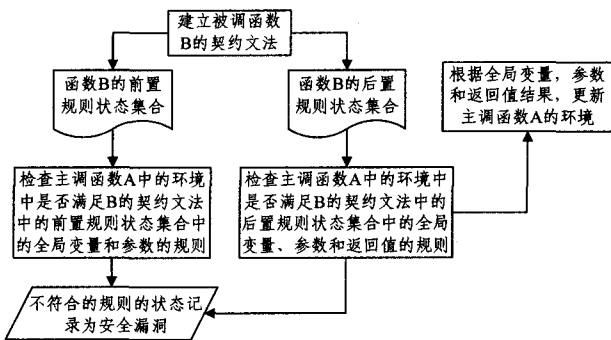 建立被调函数
B的契约文法
函数B的前置
规则状态集合
函数B的后置
规则状态集合
根据全局变量，参数
和返回值结果，更新
主调函数A的环境
检查主调函数A中的环境
中是否满足B的契约文法
中的前置规则状态集合中
的全局变量和参数的规则
检查主调函数A中的环境中
是否满足B的契约文法中的
后置规则状态集合中的全局
变量、参数和返回值的规则
不符合的规则的状态记
录为安全漏洞